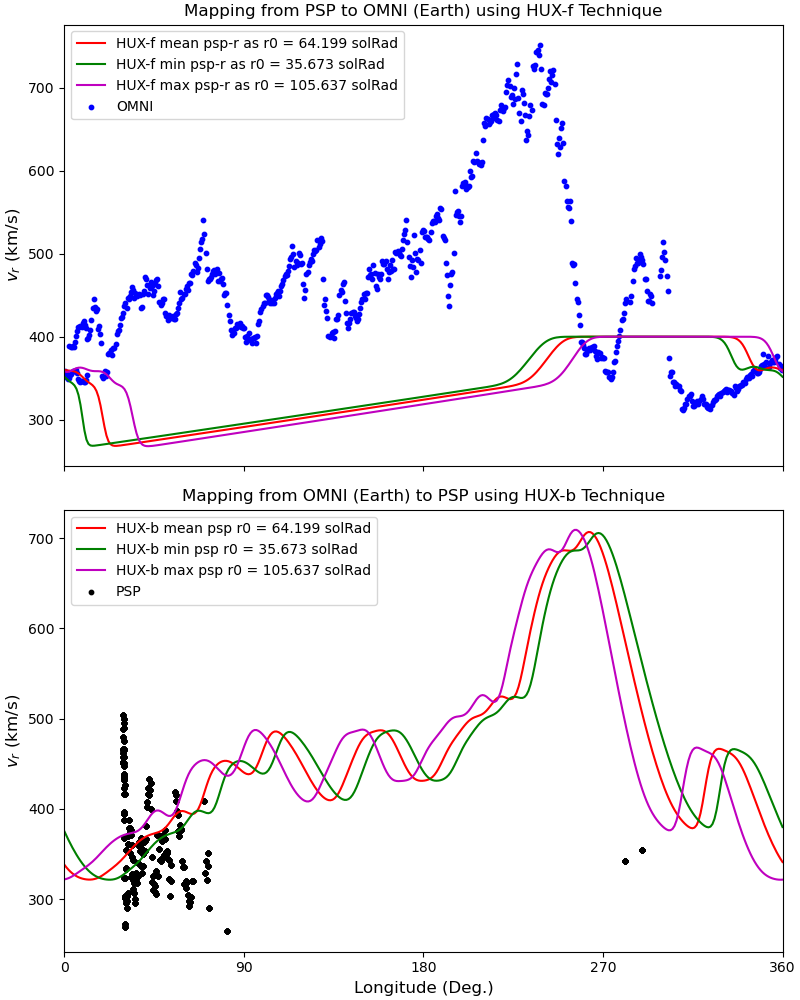 Mapping from PSP to OMNI (Earth) using HUX-f Technique
HUX-f mean psp-r as r0 = 64.199 solRad
HUX-f min psp-r as r0 = 35.673 solRad
HUX-f max psp-r as r0 = 105.637 solRad
OMNI
700
600
500
400
300
v_r (km/s)
Mapping from OMNI (Earth) to PSP using HUX-b Technique
HUX-b mean psp r0 = 64.199 solRad
HUX-b min psp r0 = 35.673 solRad
HUX-b max psp r0 = 105.637 solRad
PSP
700
600
500
400
300
v_r (km/s)
0 90 180 270 360
Longitude (Deg.)